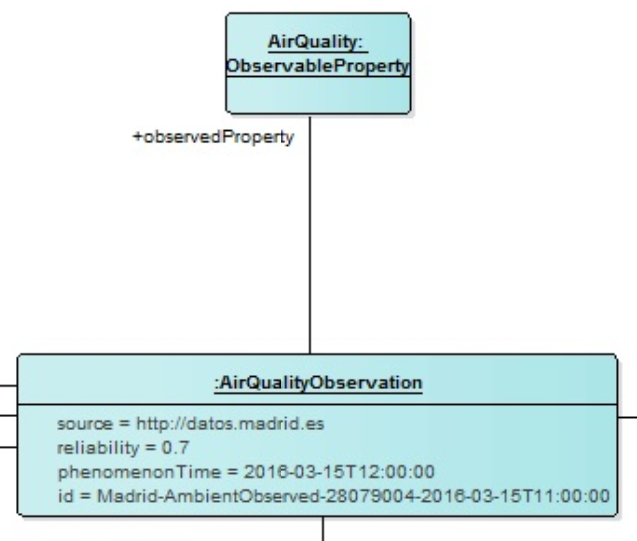 AirQuality:
ObservableProperty
+observedProperty
:AirQualityObservation
source = http://datos.madrid.es
reliability = 0.7
phenomenonTime = 2016-03-15T12:00:00
id = Madrid-AmbientObserved-28079004-2016-03-15T11:00:00